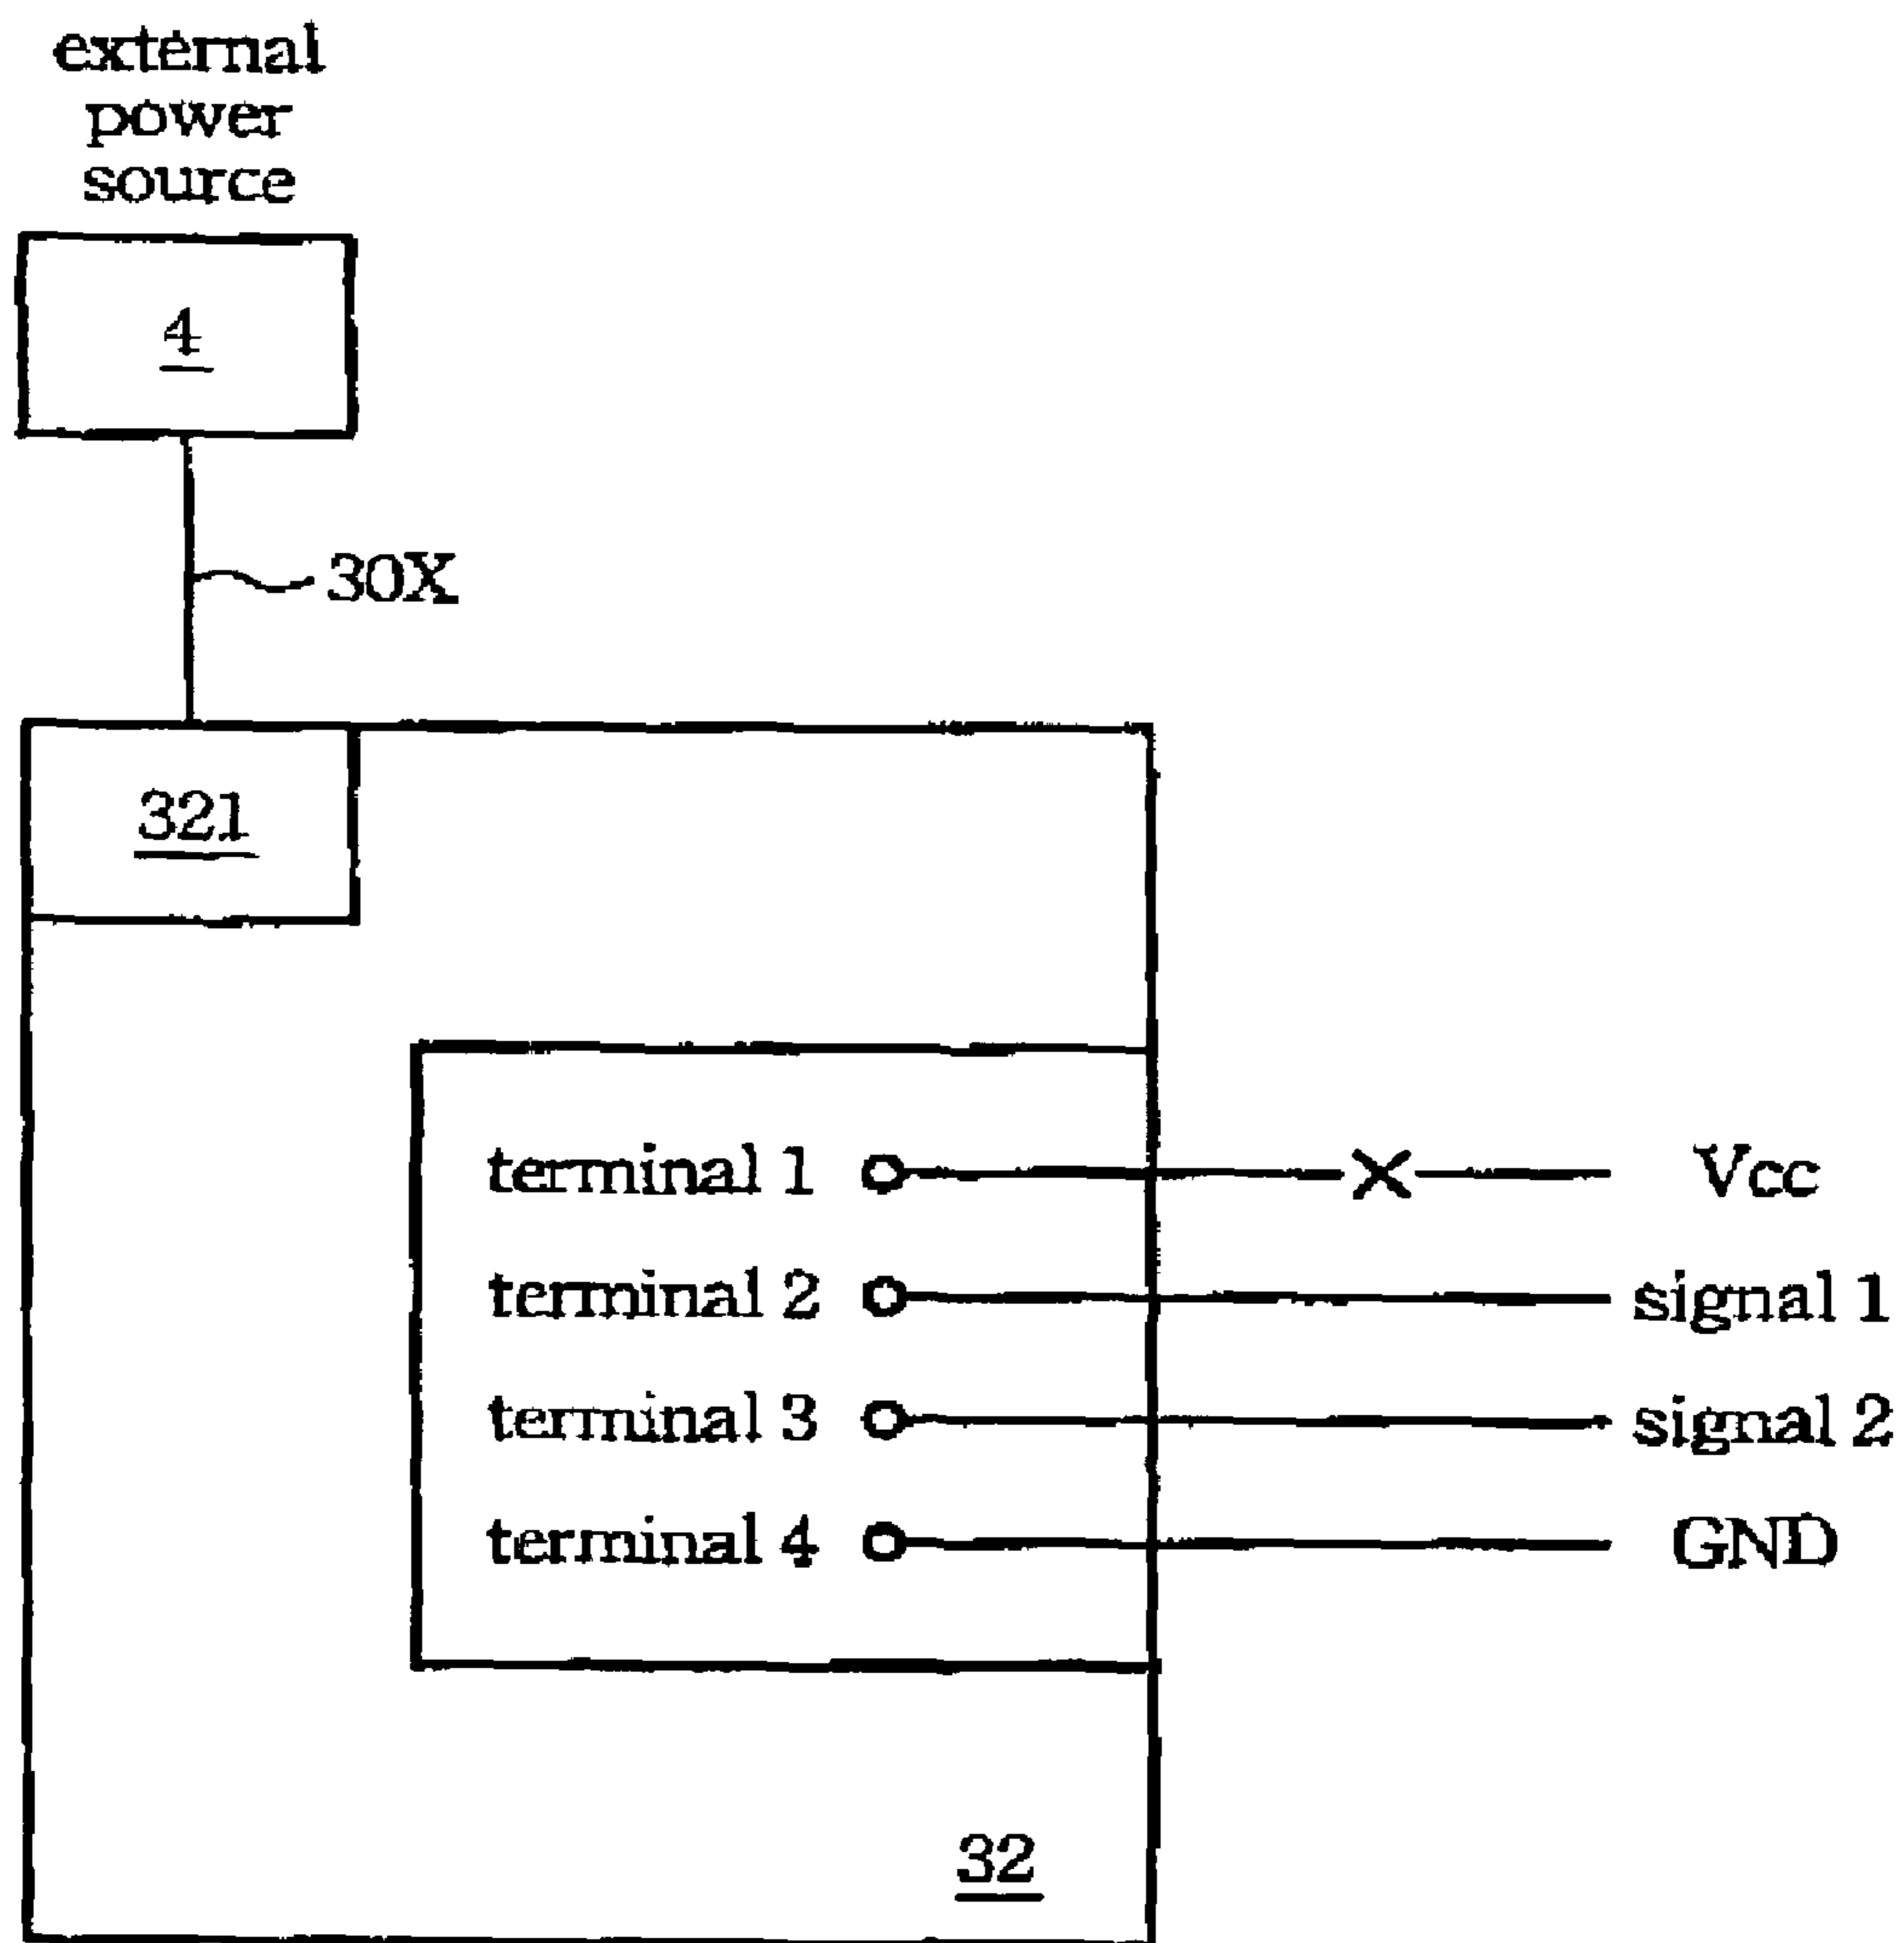 external
power
source
4
30X
321
terminal 1 Vcc
terminal 2 signal 1
terminal 3 signal 2
terminal 4 GND
32